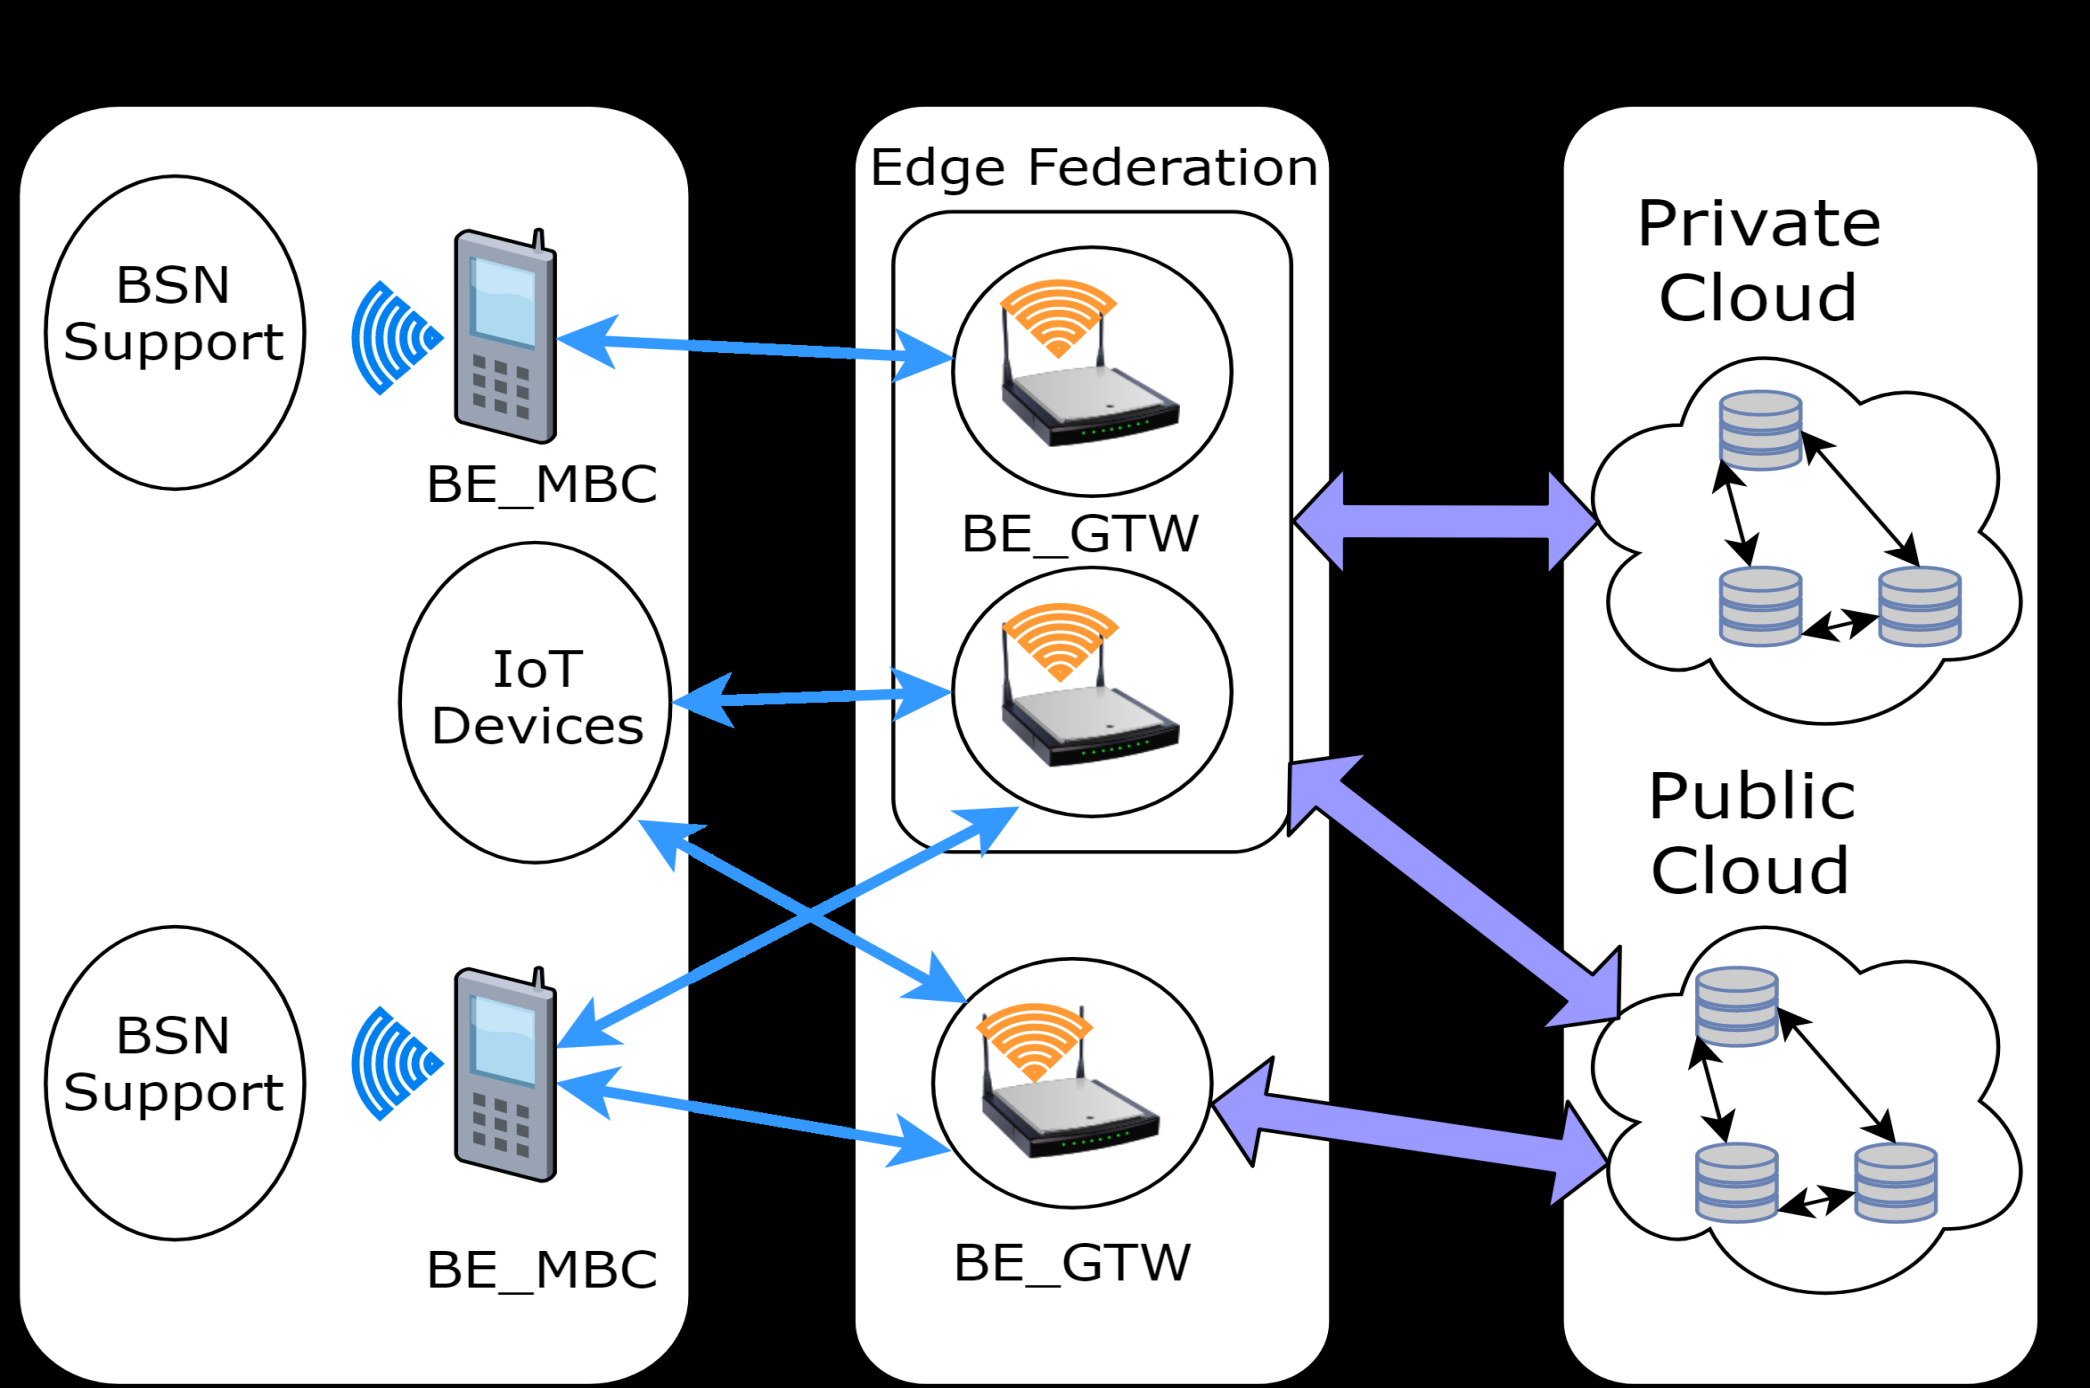 BSN
Support
BE_MBC
IoT
Devices
BSN
Support
BE_MBC
Edge Federation
BE_GTW
BE_GTW
Private
Cloud
Public
Cloud